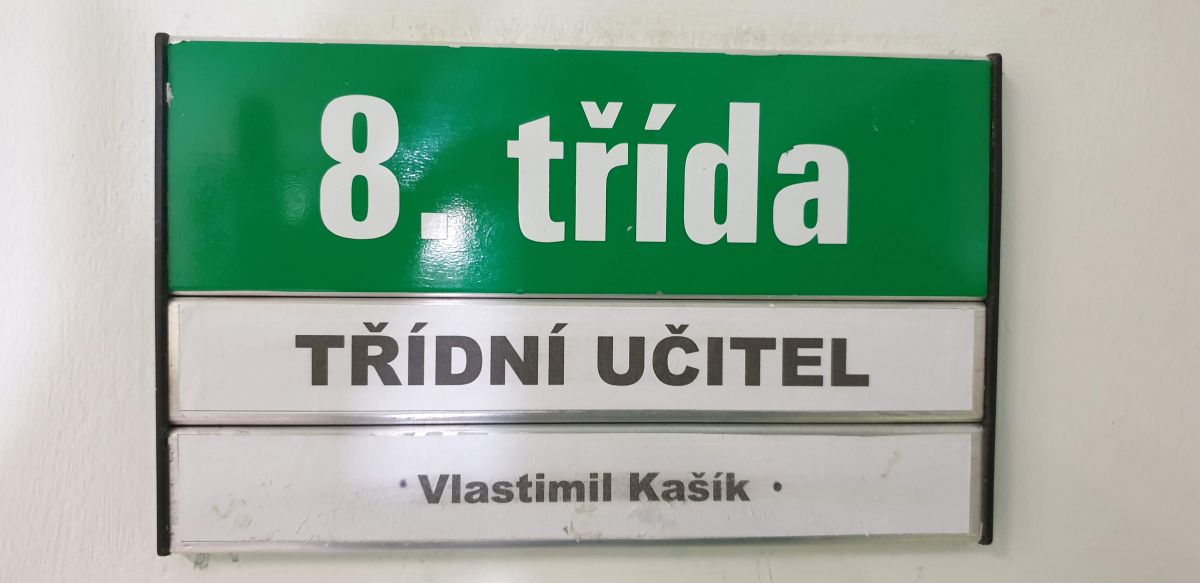 8. třída
TŘÍDNÍ UČITEL
• Vlastimil Kašík •